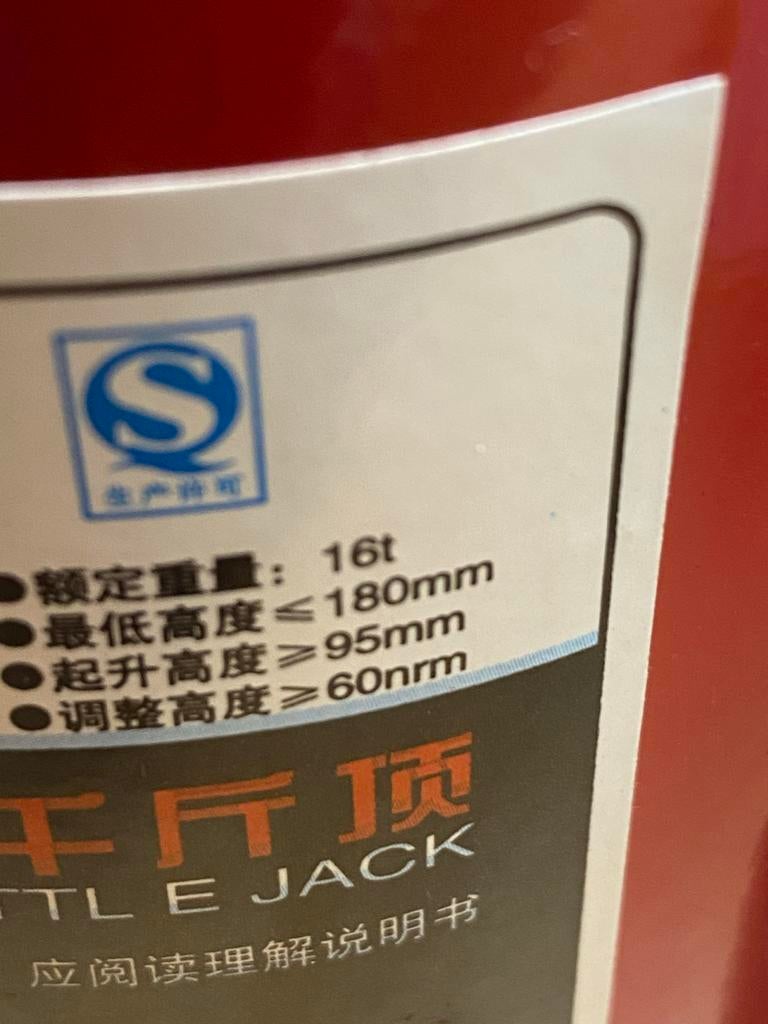 QS
生产许可
●额定重量： 16t
●最低高度≤180mm
●起升高度≥95mm
●调整高度≥60nrm
千斤顶
TTL E JACK
应阅读理解说明书